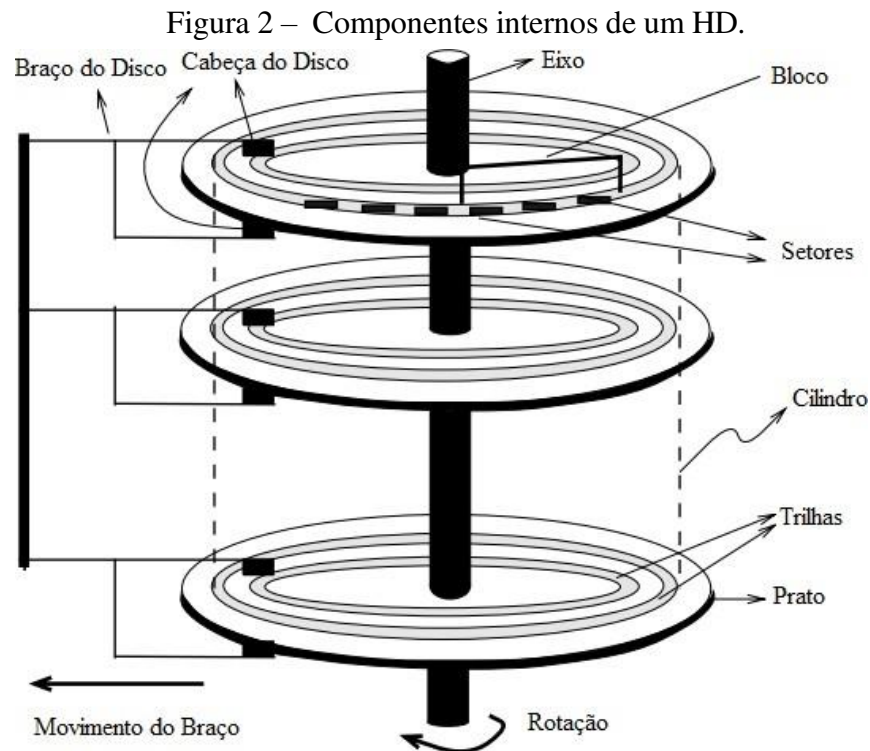 Figura 2 – Componentes internos de um HD.
Braço do Disco
Cabeça do Disco
Eixo
Bloco
Setores
Cilindro
Trilhas
Prato
Movimento do Braço
Rotação